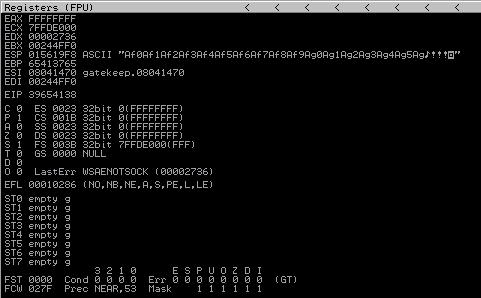 Registers (FPU) < < < < < < < <
EAX FFFFFFFF
ECX 7FFDE000
EDX 00002736
EBX 00244FF0
ESP 015619F8 ASCII "Af0Af1Af2Af3Af4Af5Af6Af7Af8Af9Ag0Ag1Ag2Ag3Ag4Ag5Ag♪!!!"
EBP 65413765
ESI 08041470 gatekeep.08041470
EDI 00244FF0
EIP 39654138
C 0 ES 0023 32bit 0(FFFFFFFF)
P 1 CS 001B 32bit 0(FFFFFFFF)
A 0 SS 0023 32bit 0(FFFFFFFF)
Z 0 DS 0023 32bit 0(FFFFFFFF)
S 1 FS 003B 32bit 7FFDE000(FFF)
T 0 GS 0000 NULL
D 0
O 0 LastErr WSAENOTSOCK (00002736)
EFL 00010286 (NO,NB,NE,A,S,PE,L,LE)
ST0 empty g
ST1 empty g
ST2 empty g
ST3 empty g
ST4 empty g
ST5 empty g
ST6 empty g
ST7 empty g
3 2 1 0 E S P U O Z D I
FST 0000 Cond 0 0 0 0 Err 0 0 0 0 0 0 0 0 (GT)
FCW 027F Prec NEAR,53 Mask 1 1 1 1 1 1